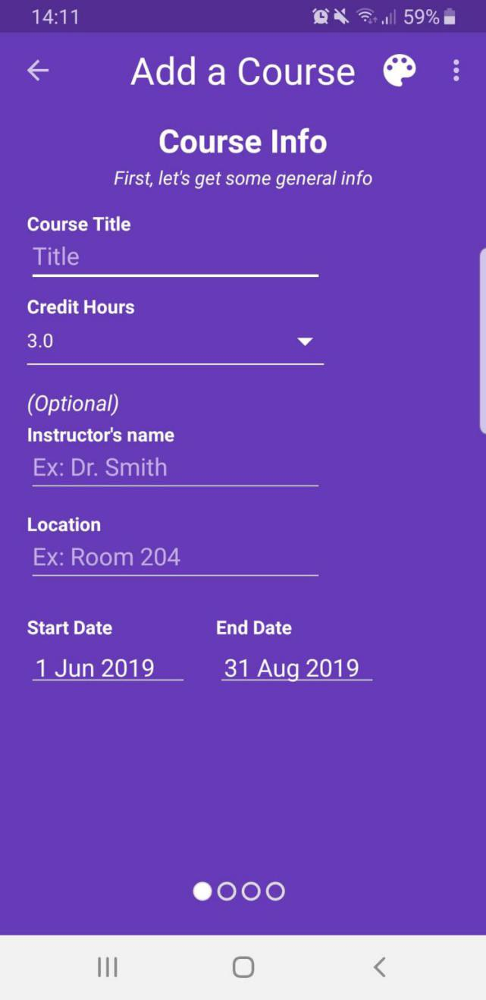 14:11 59%
Add a Course
Course Info
First, let's get some general info
Course Title
Title
Credit Hours
3.0
(Optional)
Instructor's name
Ex: Dr. Smith
Location
Ex: Room 204
Start Date End Date
1 Jun 2019 31 Aug 2019